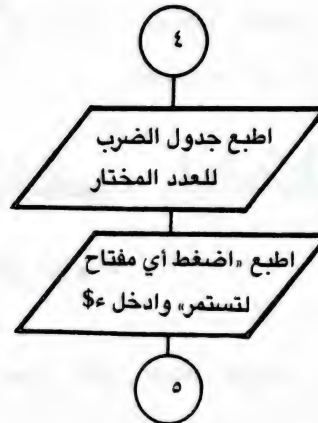 ٤
اطبع جدول الضرب
للعدد المختار
اطبع «اضغط أي مفتاح
لتستمر» وادخل ء$
٥